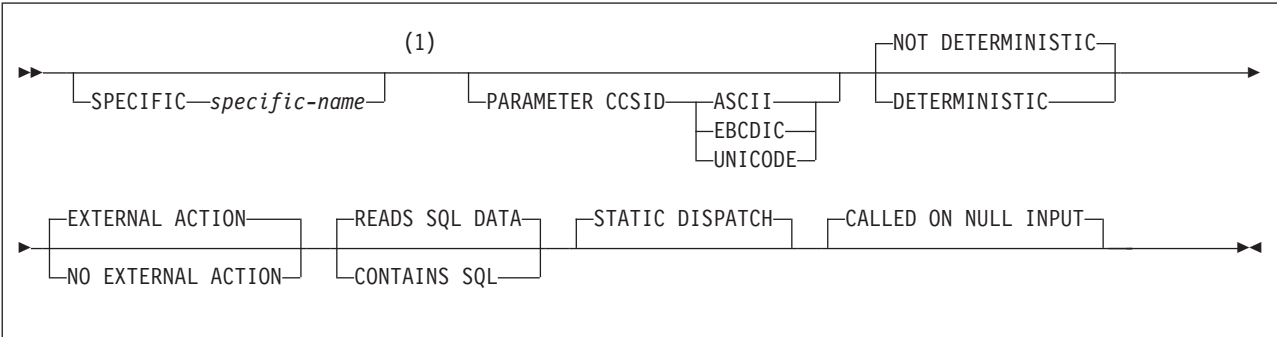 (1)
NOT DETERMINISTIC
SPECIFIC specific-name
PARAMETER CCSID ASCII
DETERMINISTIC
EBCDIC
UNICODE
EXTERNAL ACTION
READS SQL DATA
STATIC DISPATCH
CALLED ON NULL INPUT
NO EXTERNAL ACTION
CONTAINS SQL